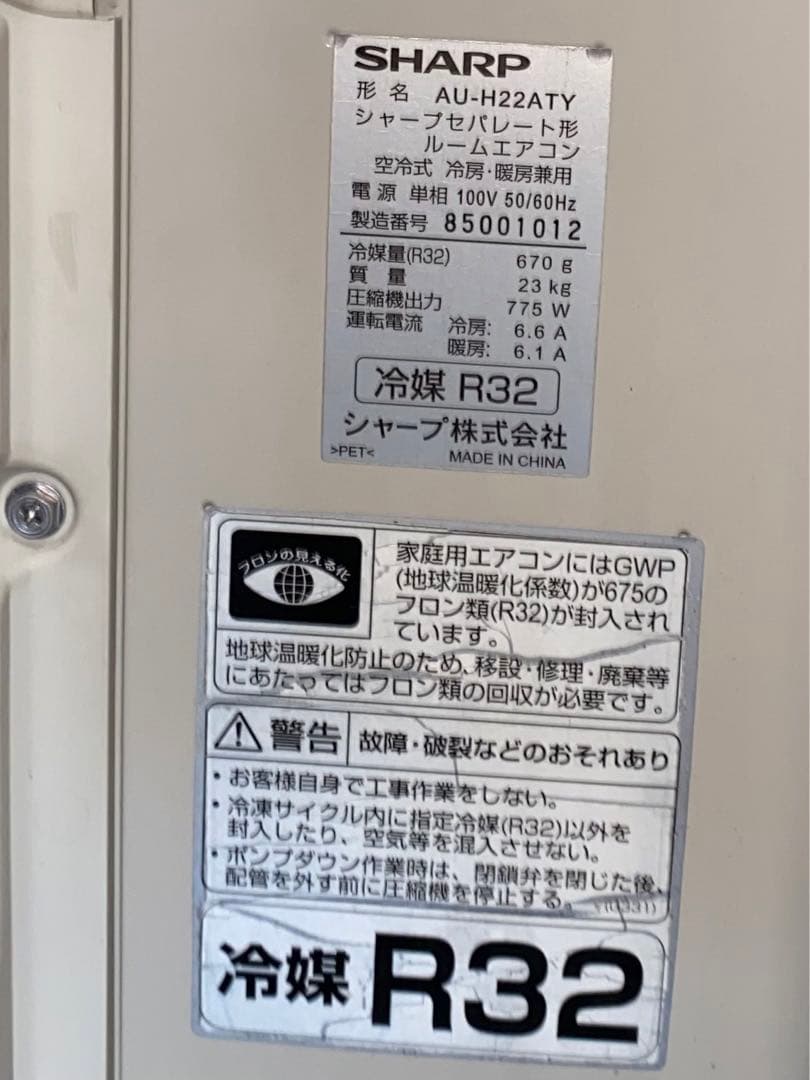 SHARP
形名 AU-H22ATY
シャープセパレート形
ルームエアコン
空冷式 冷房・暖房兼用
電源 単相 100V 50/60Hz
製造番号 85001012
冷媒量(R32) 670 g
質量 23 kg
圧縮機出力 775 W
運転電流 冷房: 6.6 A
暖房: 6.1 A
冷媒 R32
シャープ株式会社
>PET< MADE IN CHINA
フロンの見える化
家庭用エアコンにはGWP
(地球温暖化係数)が675の
フロン類(R32)が封入され
ています。
地球温暖化防止のため、移設・修理・廃棄等
にあたってはフロン類の回収が必要です。
警告 故障・破裂などのおそれあり
・お客様自身で工事作業をしない。
・冷凍サイクル内に指定冷媒(R32)以外を
封入したり、空気等を混入させない。
・ポンプダウン作業時は、閉鎖弁を閉じた後、
配管を外す前に圧縮機を停止する。
冷媒 R32